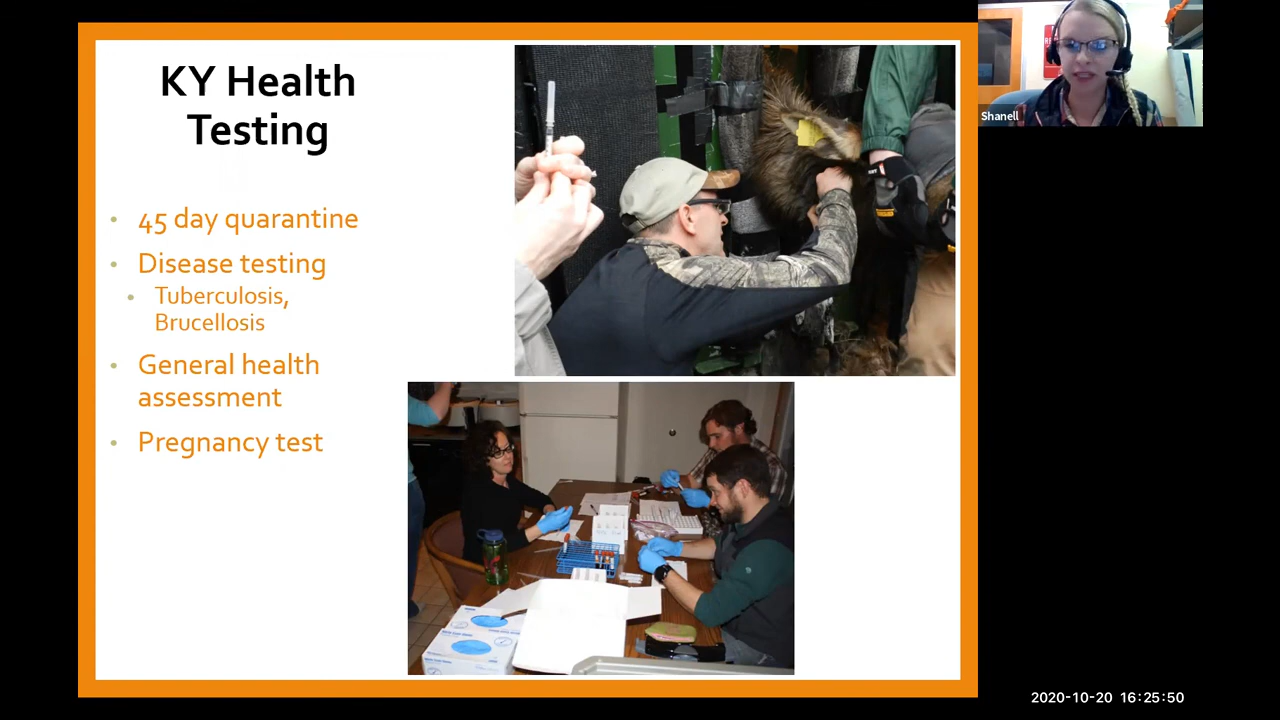 KY Health
Testing
• 45 day quarantine
• Disease testing
• Tuberculosis,
Brucellosis
• General health
assessment
• Pregnancy test
Shanell
2020-10-20 16:25:50